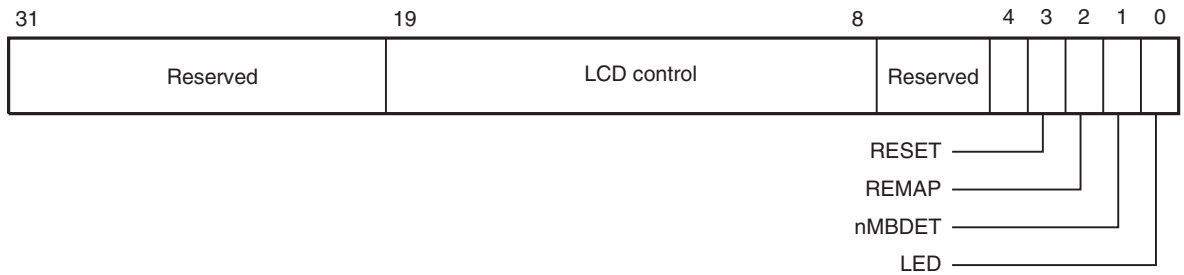 31 19 8 4 3 2 1 0
Reserved LCD control Reserved
RESET
REMAP
nMBDET
LED